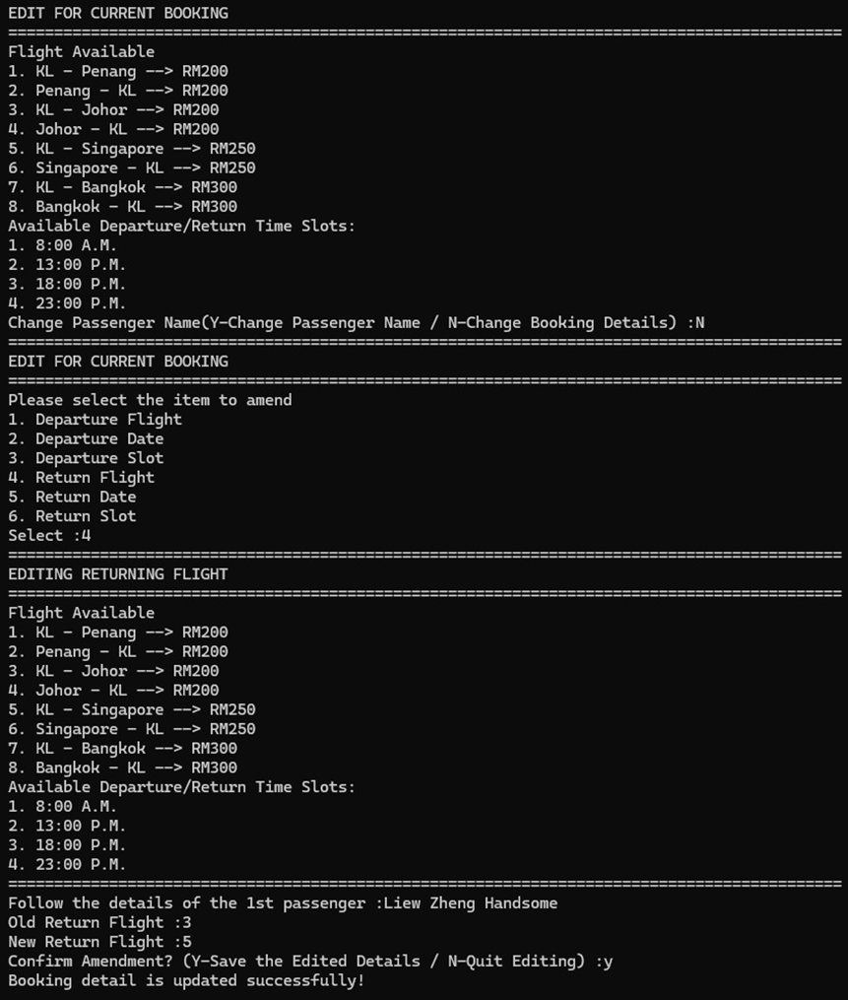 EDIT FOR CURRENT BOOKING
===========================================================================================
Flight Available
1. KL - Penang --> RM200
2. Penang - KL --> RM200
3. KL - Johor --> RM200
4. Johor - KL --> RM200
5. KL - Singapore --> RM250
6. Singapore - KL --> RM250
7. KL - Bangkok --> RM300
8. Bangkok - KL --> RM300
Available Departure/Return Time Slots:
1. 8:00 A.M.
2. 13:00 P.M.
3. 18:00 P.M.
4. 23:00 P.M.
Change Passenger Name(Y-Change Passenger Name / N-Change Booking Details) :N
===========================================================================================
EDIT FOR CURRENT BOOKING
===========================================================================================
Please select the item to amend
1. Departure Flight
2. Departure Date
3. Departure Slot
4. Return Flight
5. Return Date
6. Return Slot
Select :4
===========================================================================================
EDITING RETURNING FLIGHT
===========================================================================================
Flight Available
1. KL - Penang --> RM200
2. Penang - KL --> RM200
3. KL - Johor --> RM200
4. Johor - KL --> RM200
5. KL - Singapore --> RM250
6. Singapore - KL --> RM250
7. KL - Bangkok --> RM300
8. Bangkok - KL --> RM300
Available Departure/Return Time Slots:
1. 8:00 A.M.
2. 13:00 P.M.
3. 18:00 P.M.
4. 23:00 P.M.
===========================================================================================
Follow the details of the 1st passenger :Liew Zheng Handsome
Old Return Flight :3
New Return Flight :5
Confirm Amendment? (Y-Save the Edited Details / N-Quit Editing) :y
Booking detail is updated successfully!